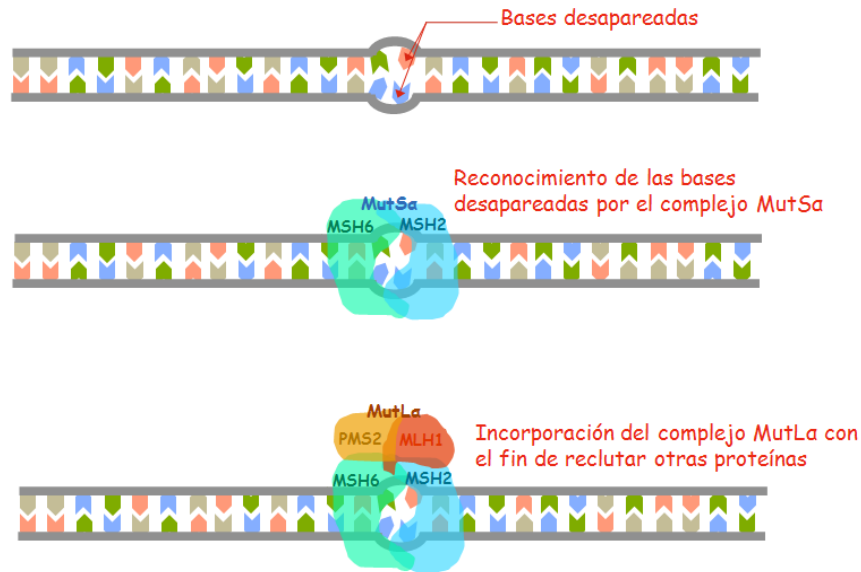 Bases desapareadas
Reconocimiento de las bases
desapareadas por el complejo MutSa
MutSa
MSH6 MSH2
MutLa
PMS2 MLH1
Incorporación del complejo MutLa con
el fin de reclutar otras proteínas
MSH6 MSH2